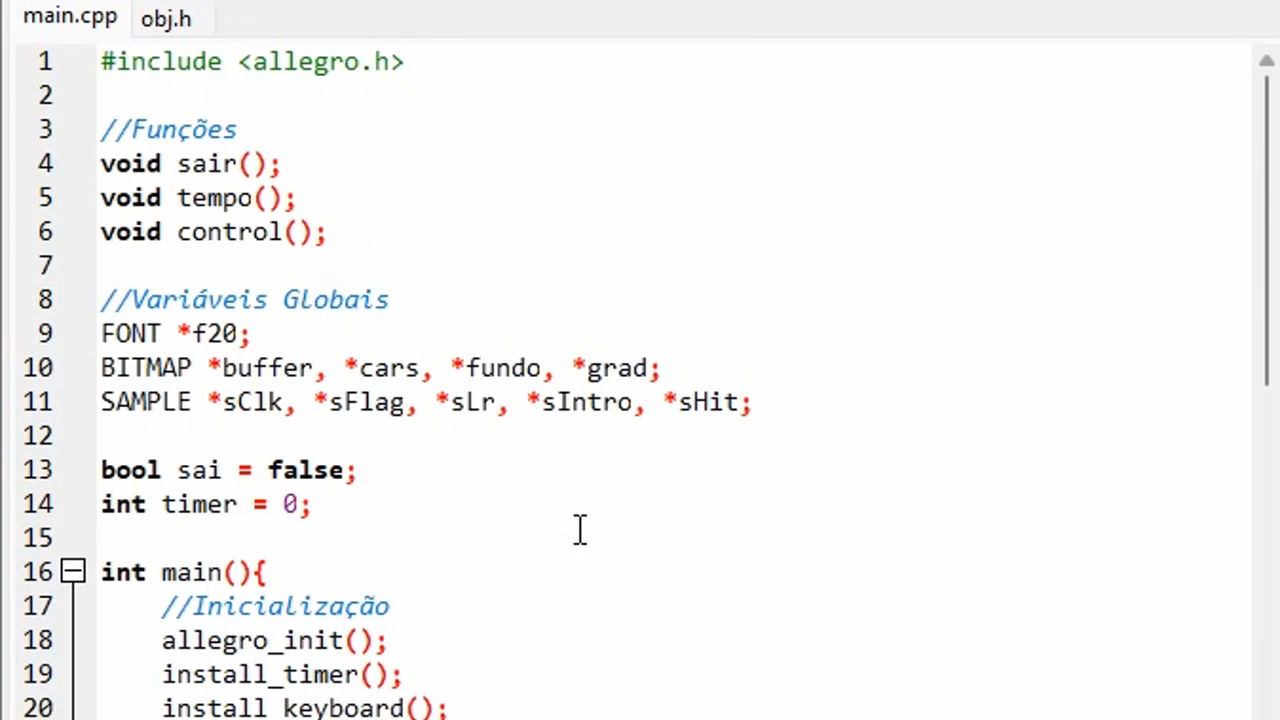 main.cpp obj.h
1 #include <allegro.h>
2
3 //Funções
4 void sair();
5 void tempo();
6 void control();
7
8 //Variáveis Globais
9 FONT *f20;
10 BITMAP *buffer, *cars, *fundo, *grad;
11 SAMPLE *sClk, *sFlag, *sLr, *sIntro, *sHit;
12
13 bool sai = false;
14 int timer = 0;
15
16 int main(){
17 //Inicialização
18 allegro_init();
19 install_timer();
20 install_keyboard();